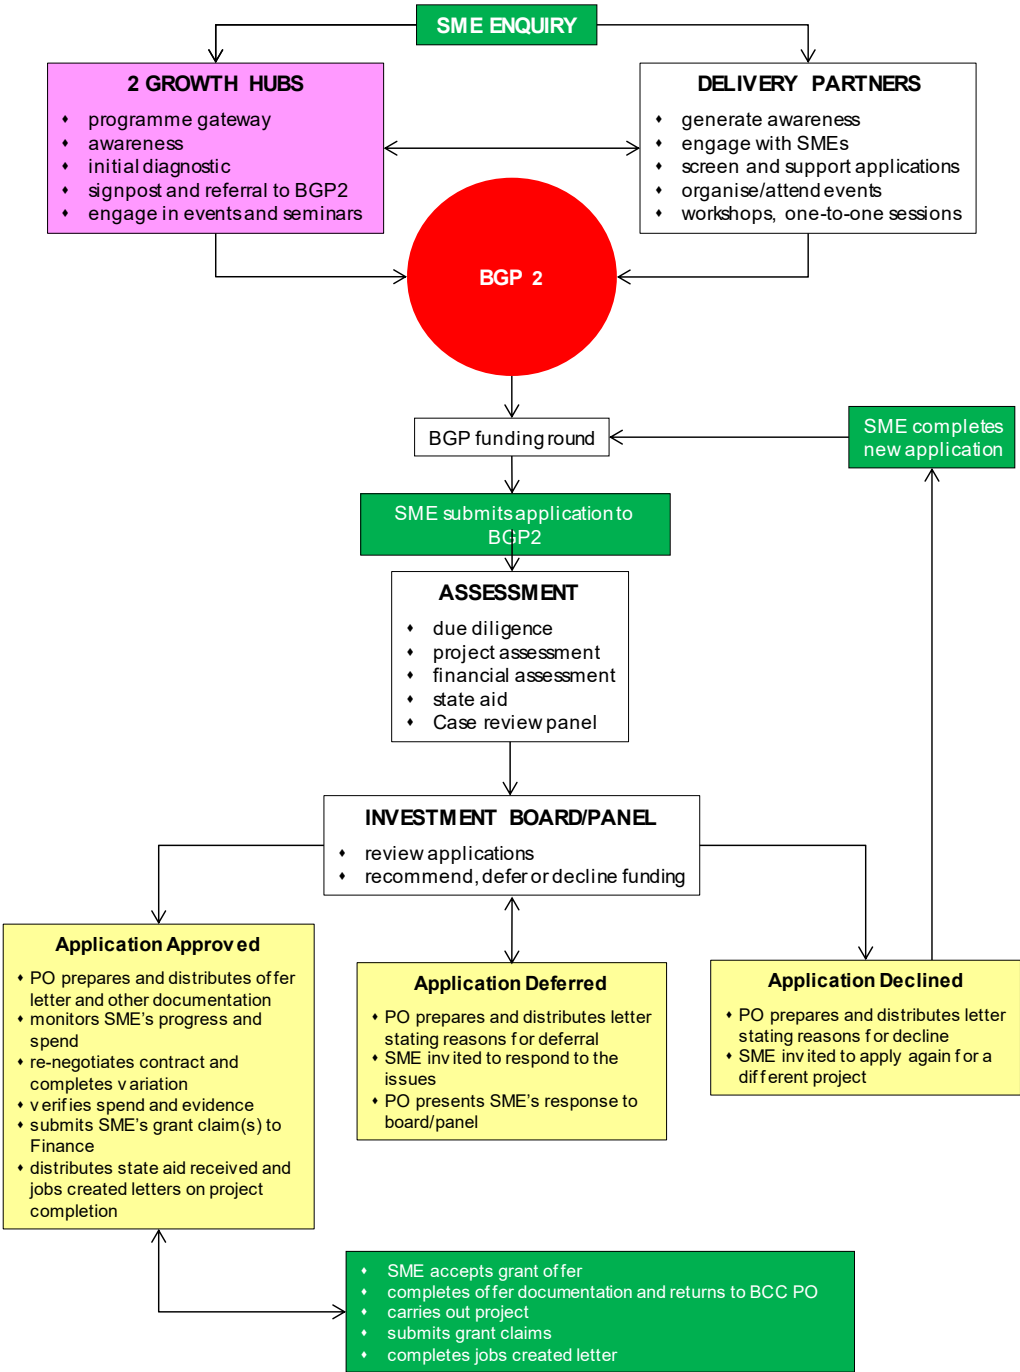 SME ENQUIRY
2 GROWTH HUBS
♦ programme gateway
♦ awareness
♦ initial diagnostic
♦ signpost and referral to BGP2
♦ engage in events and seminars
DELIVERY PARTNERS
♦ generate awareness
♦ engage with SMEs
♦ screen and support applications
♦ organise/attend events
♦ workshops, one-to-one sessions
BGP 2
BGP funding round
SME completes
new application
SME submits application to
BGP2
ASSESSMENT
♦ due diligence
♦ project assessment
♦ financial assessment
♦ state aid
♦ Case review panel
INVESTMENT BOARD/PANEL
♦ review applications
♦ recommend, defer or decline funding
Application Approved
♦ PO prepares and distributes offer
letter and other documentation
♦ monitors SME's progress and
spend
♦ re-negotiates contract and
completes variation
♦ verifies spend and evidence
♦ submits SME's grant claim(s) to
Finance
♦ distributes state aid received and
jobs created letters on project
completion
Application Deferred
♦ PO prepares and distributes letter
stating reasons for deferral
♦ SME invited to respond to the
issues
♦ PO presents SME's response to
board/panel
Application Declined
♦ PO prepares and distributes letter
stating reasons for decline
♦ SME invited to apply again for a
different project
♦ SME accepts grant offer
♦ completes offer documentation and returns to BCC PO
♦ carries out project
♦ submits grant claims
♦ completes jobs created letter